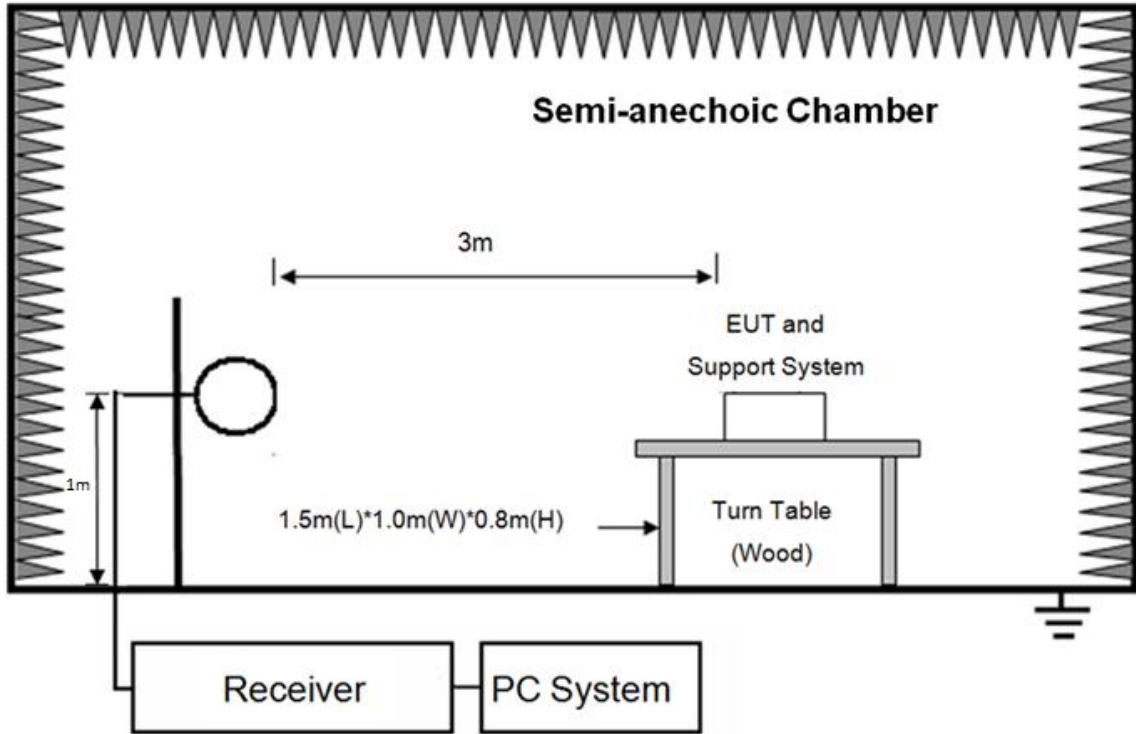 Semi-anechoic Chamber
3m
EUT and
Support System
1m
1.5m(L)*1.0m(W)*0.8m(H)
Turn Table
(Wood)
Receiver
PC System